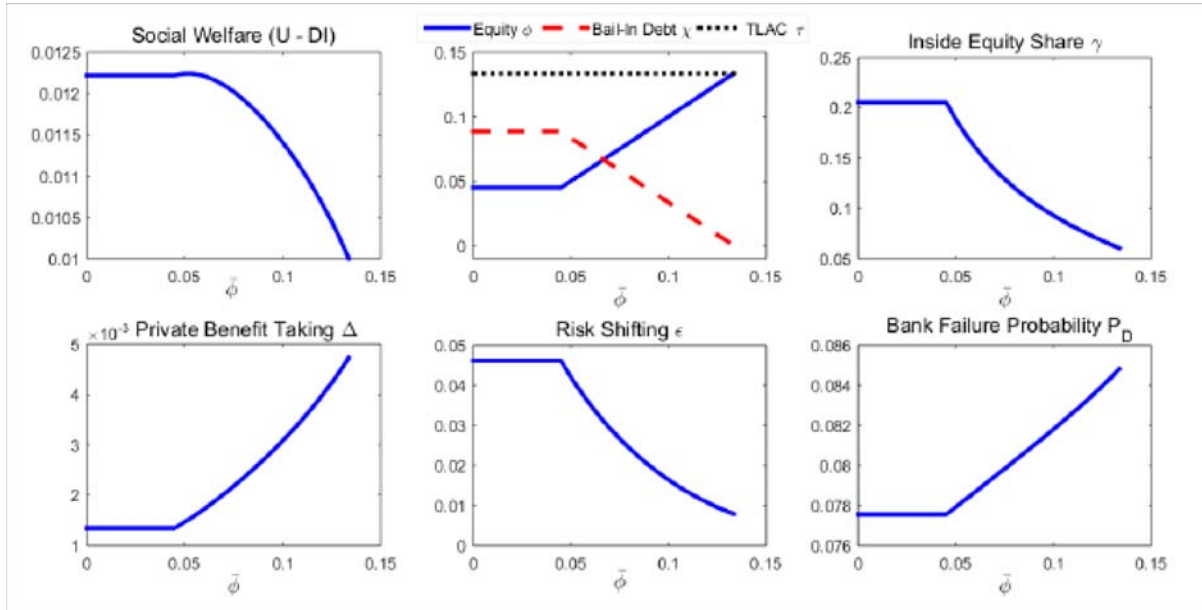 Social Welfare (U - DI)
0.0125
0.012
0.0115
0.011
0.0105
0.01
0 0.05 0.1 0.15
ϕ̄
Equity ϕ Bail-In Debt χ TLAC τ
0.15
0.1
0.05
0
0 0.05 0.1 0.15
ϕ̄
Inside Equity Share γ
0.25
0.2
0.15
0.1
0.05
0 0.05 0.1 0.15
ϕ̄
×10⁻³ Private Benefit Taking Δ
5
4
3
2
1
0 0.05 0.1 0.15
ϕ̄
Risk Shifting ϵ
0.05
0.04
0.03
0.02
0.01
0
0 0.05 0.1 0.15
ϕ̄
Bank Failure Probability P_D
0.086
0.084
0.082
0.08
0.078
0.076
0 0.05 0.1 0.15
ϕ̄